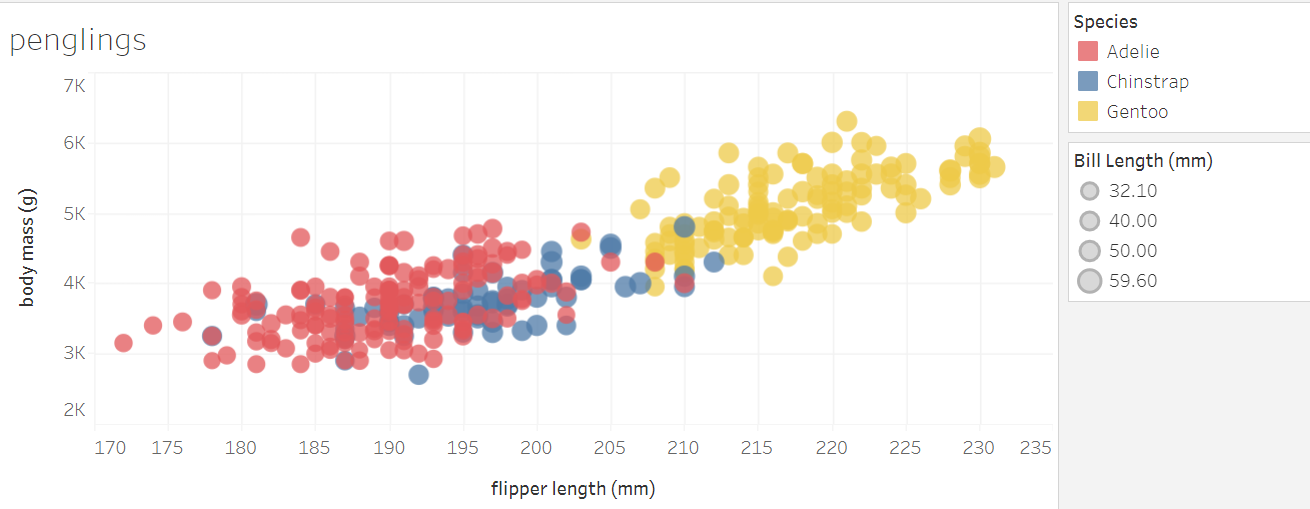 penglings
7K
6K
5K
4K
3K
2K
body mass (g)
170 175 180 185 190 195 200 205 210 215 220 225 230 235
flipper length (mm)
Species
Adelie
Chinstrap
Gentoo
Bill Length (mm)
32.10
40.00
50.00
59.60